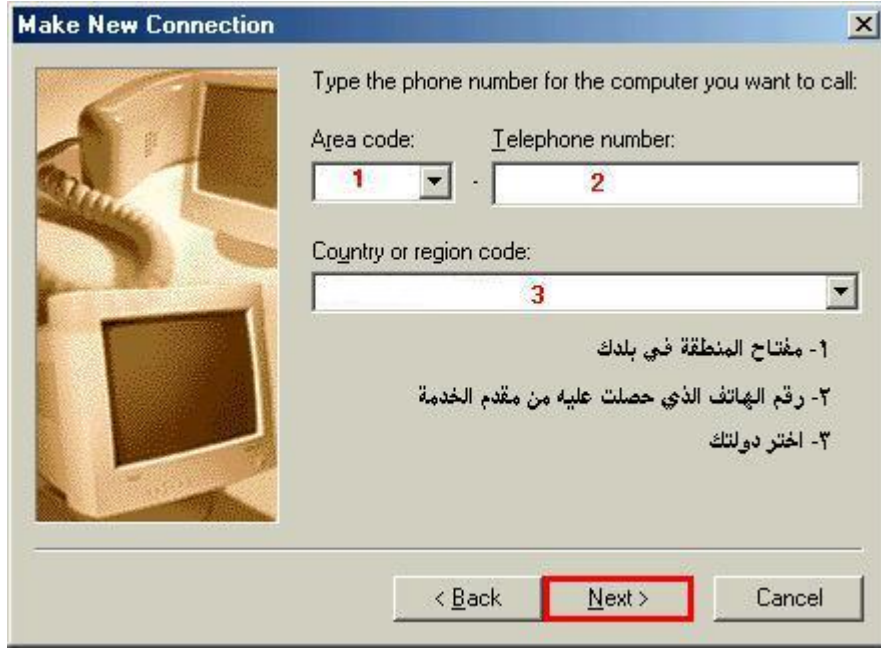 Make New Connection
Type the phone number for the computer you want to call:
Area code: Telephone number:
1 - 2
Country or region code:
3
١- مفتاح المنطقة في بلدك
٢- رقم الهاتف الذي حصلت عليه من مقدم الخدمة
٣- اختر دولتك
< Back Next > Cancel